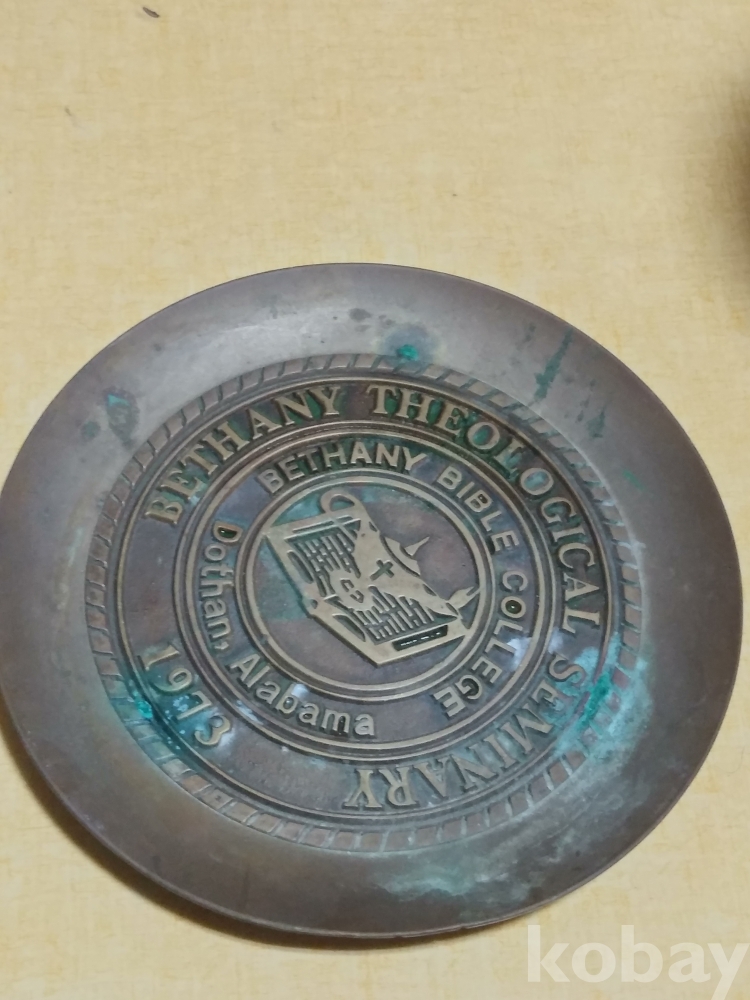 BETHANY THEOLOGICAL SEMINARY
1973
BETHANY BIBLE COLLEGE
Dothan, Alabama
kobay